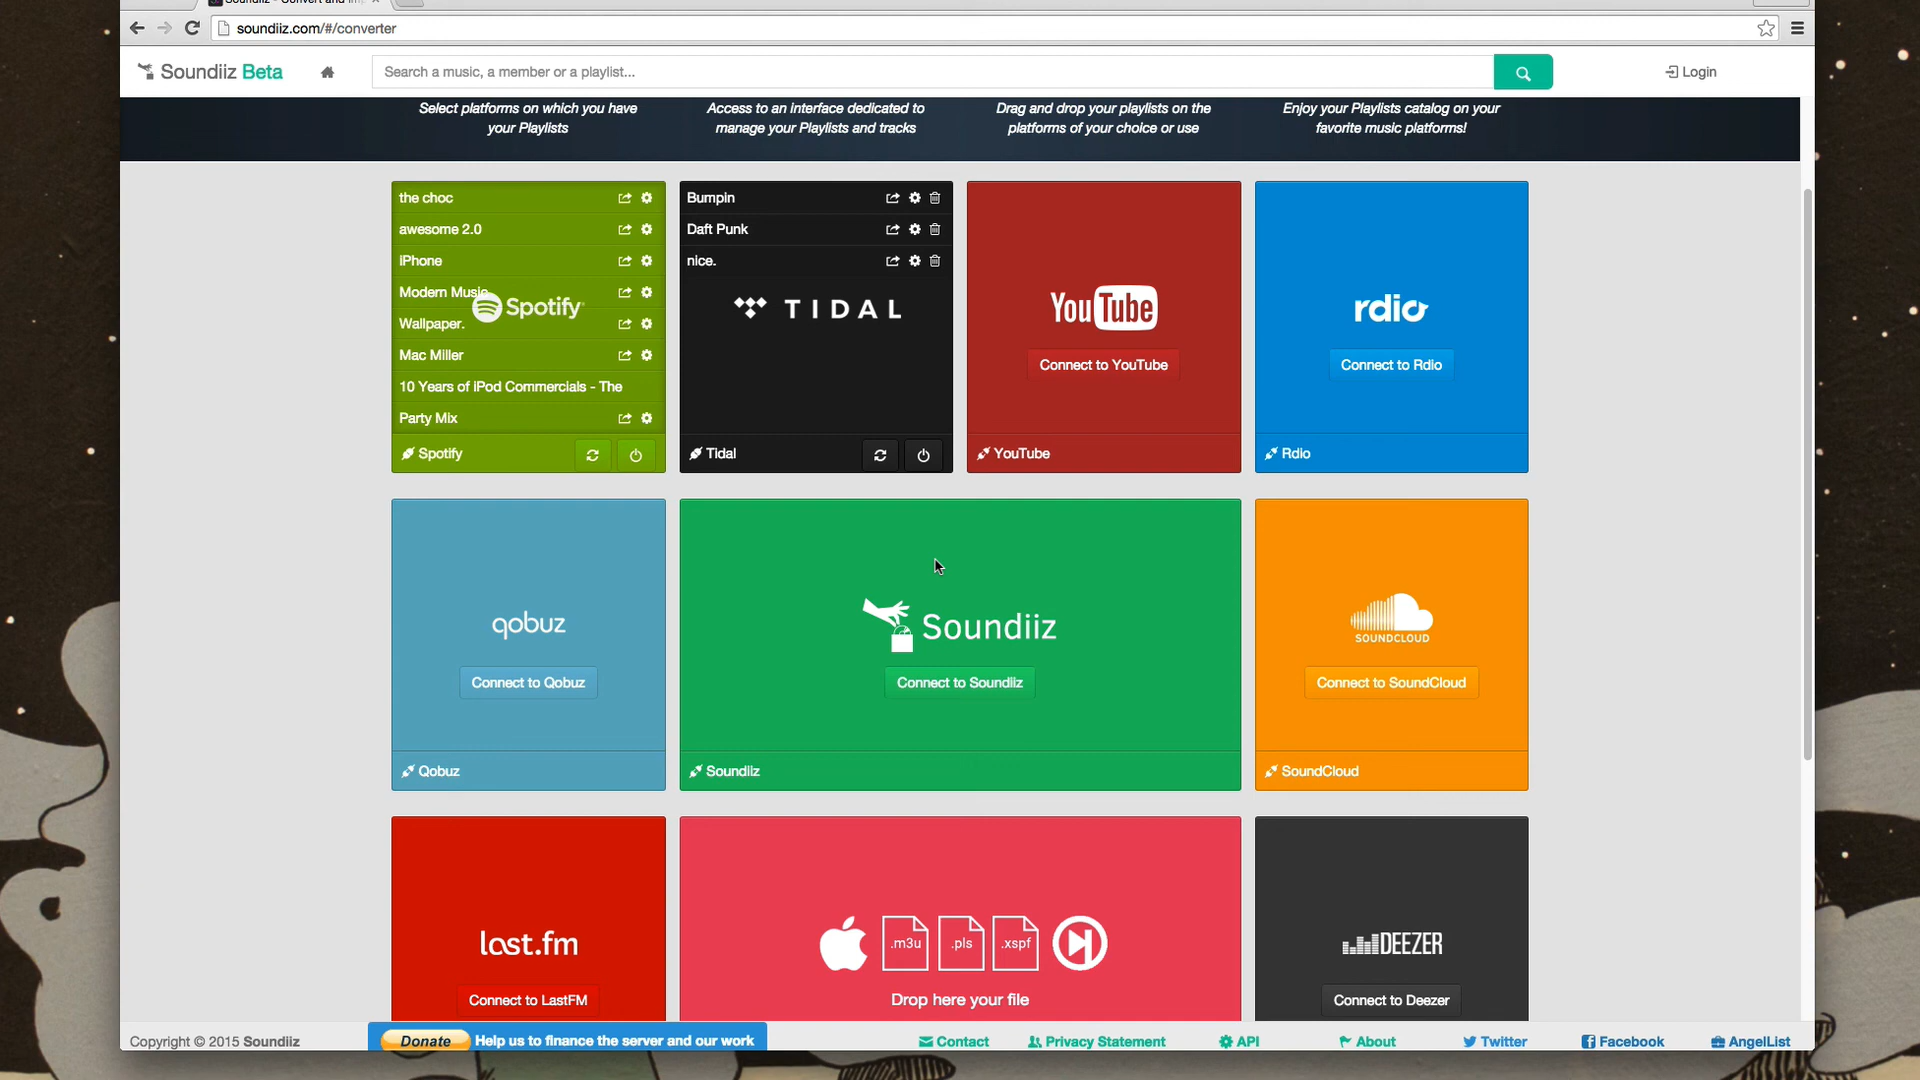 soundiiz.com/#/converter
Soundiiz Beta
Search a music, a member or a playlist...
Login
Select platforms on which you have
your Playlists
Access to an interface dedicated to
manage your Playlists and tracks
Drag and drop your playlists on the
platforms of your choice or use
Enjoy your Playlists catalog on your
favorite music platforms!
the choc
awesome 2.0
iPhone
Modern Music
Wallpaper.
Mac Miller
10 Years of iPod Commercials - The
Party Mix
Spotify
Spotify
Bumpin
Daft Punk
nice.
TIDAL
Tidal
YouTube
Connect to YouTube
YouTube
rdio
Connect to Rdio
Rdio
qobuz
Connect to Qobuz
Qobuz
Soundiiz
Connect to Soundiiz
Soundiiz
SOUNDCLOUD
Connect to SoundCloud
SoundCloud
last.fm
Connect to LastFM
.m3u
.pls
.xspf
Drop here your file
DEEZER
Connect to Deezer
Copyright © 2015 Soundiiz
Donate
Help us to finance the server and our work
Contact
Privacy Statement
API
About
Twitter
Facebook
AngelList